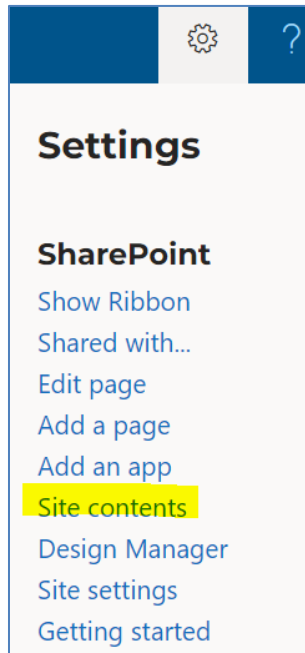 ?
Settings
SharePoint
Show Ribbon
Shared with...
Edit page
Add a page
Add an app
Site contents
Design Manager
Site settings
Getting started